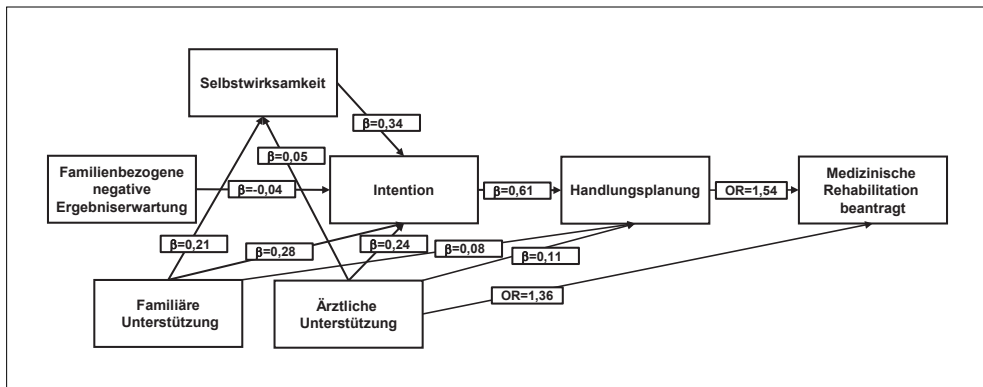 Selbstwirksamkeit
β=0,34
β=0,05
Familienbezogene
negative
Ergebniserwartung
β=-0,04
Intention
β=0,61
Handlungsplanung
OR=1,54
Medizinische
Rehabilitation
beantragt
β=0,21
β=0,28
β=0,24
β=0,08
β=0,11
OR=1,36
Familiäre
Unterstützung
Ärztliche
Unterstützung